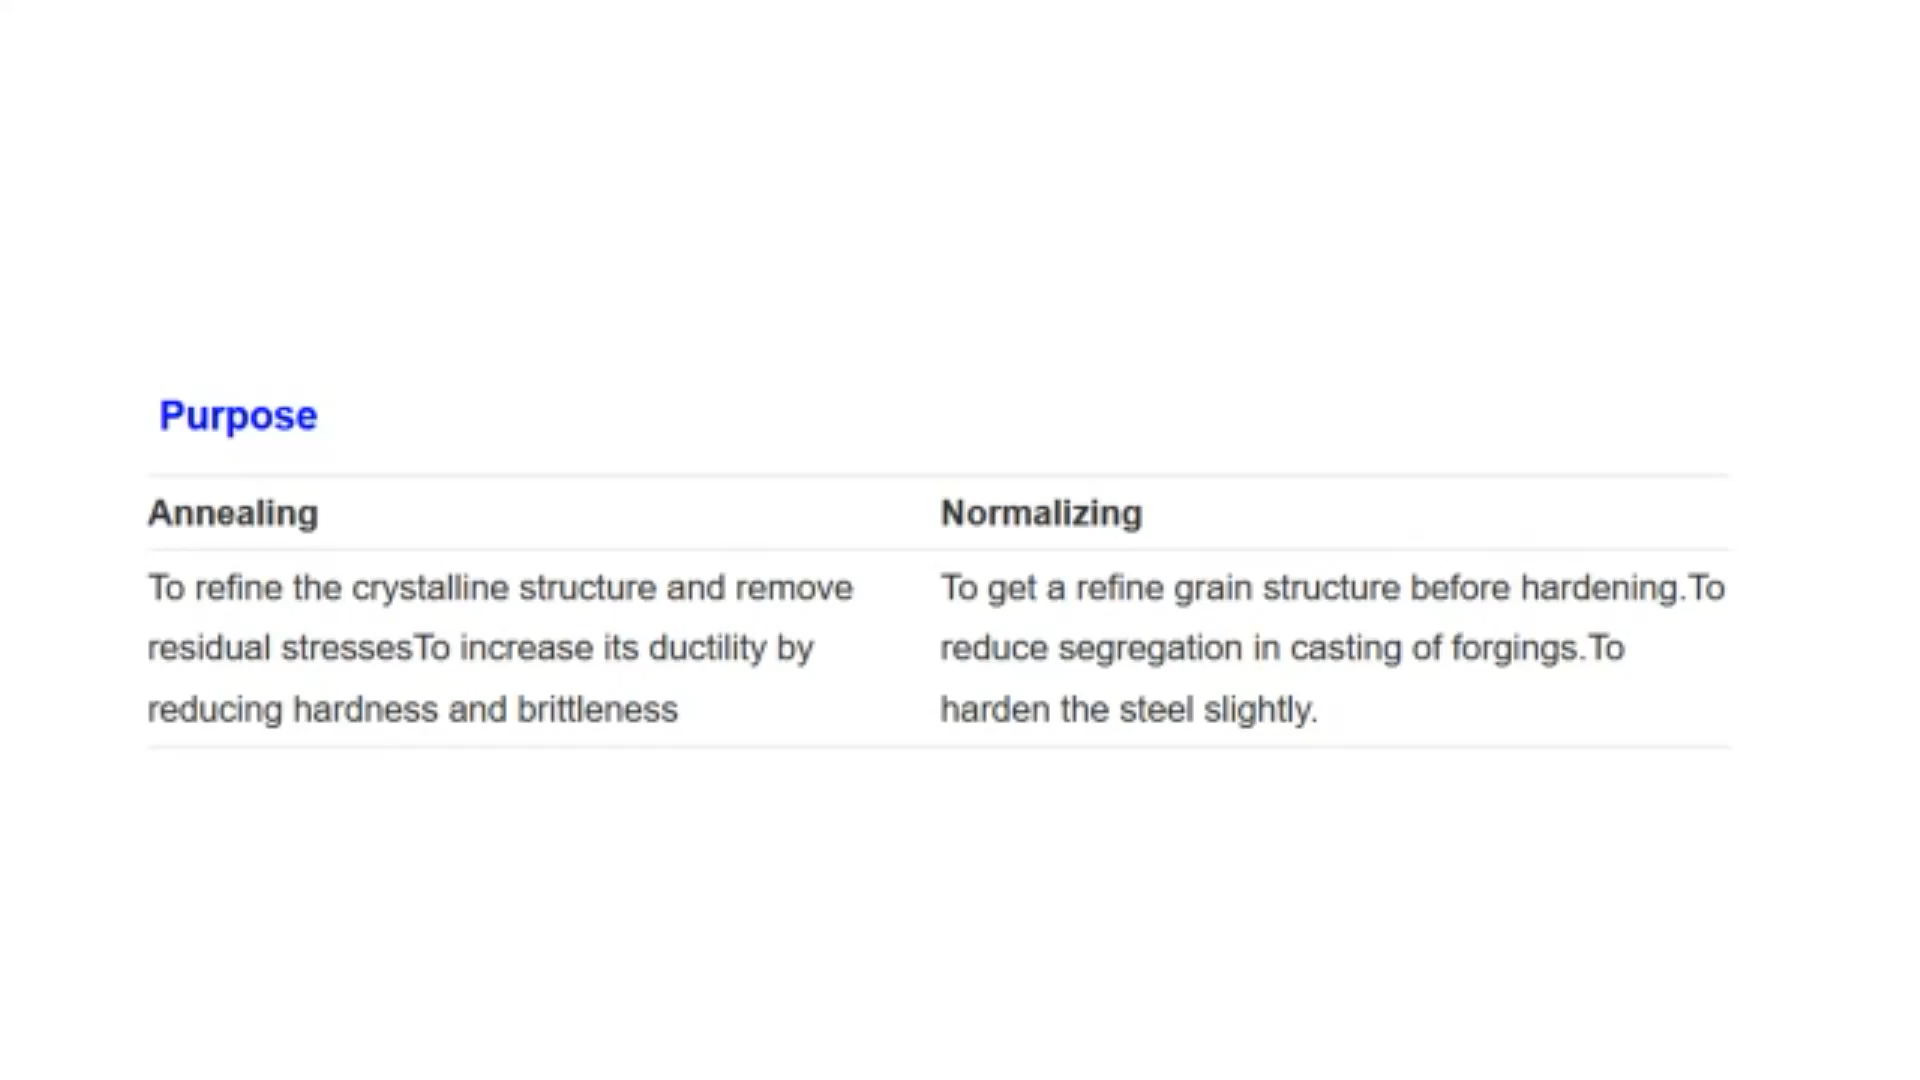 Purpose
Annealing
Normalizing
To refine the crystalline structure and remove
residual stressesTo increase its ductility by
reducing hardness and brittleness
To get a refine grain structure before hardening.To
reduce segregation in casting of forgings.To
harden the steel slightly.